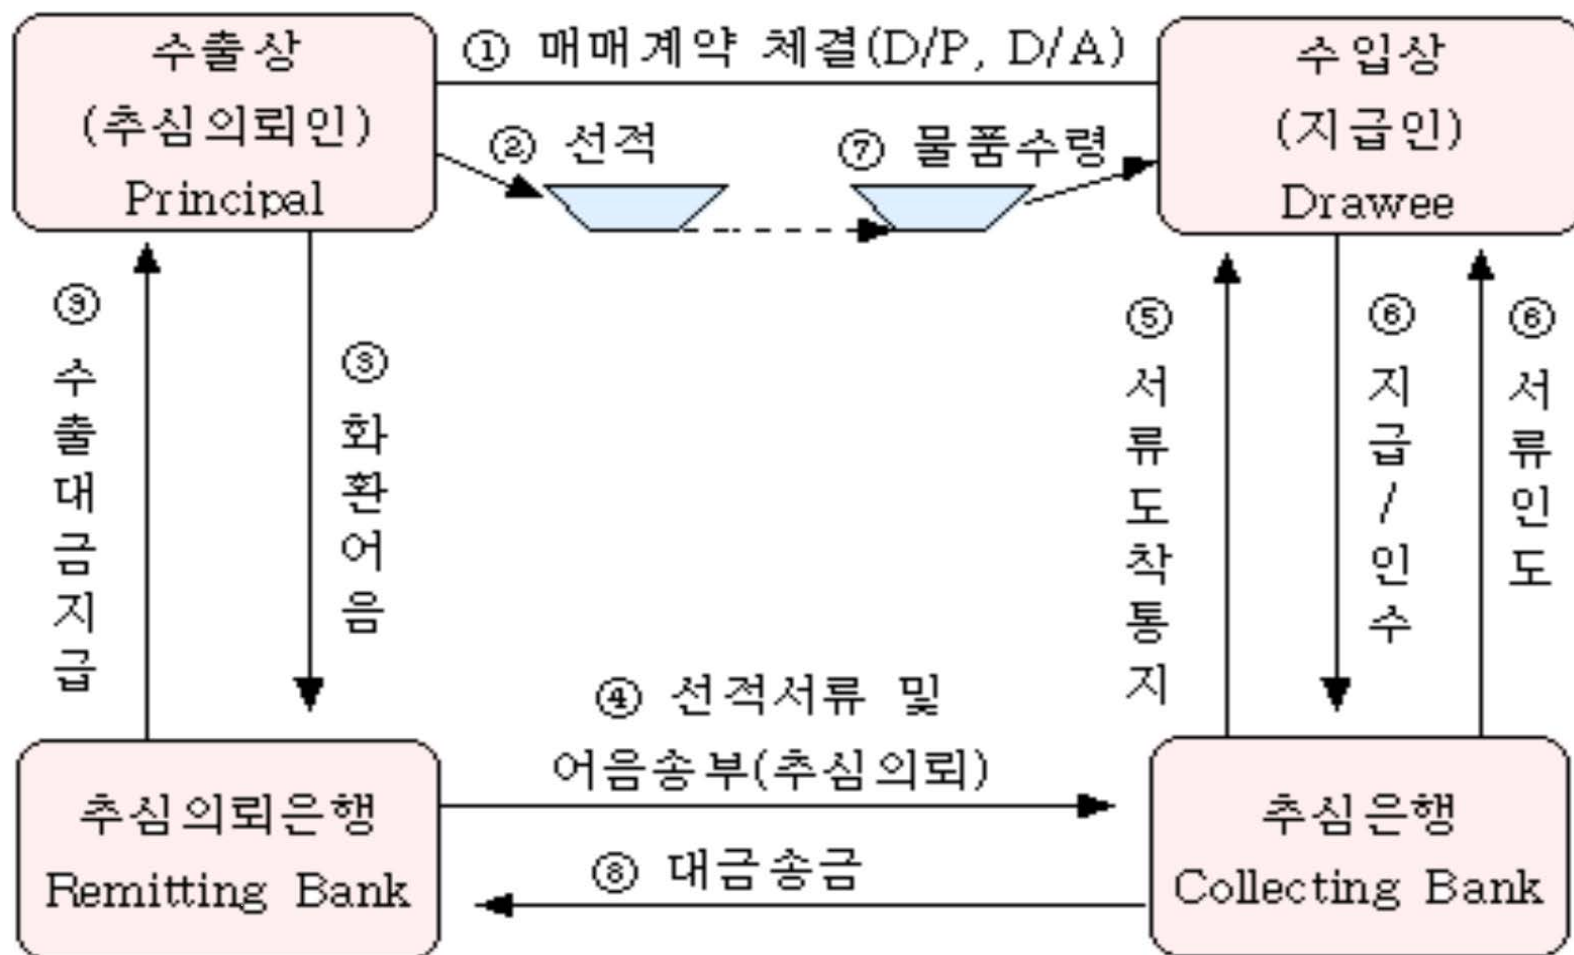 수출상
(추심의뢰인)
Principal
① 매매계약 체결(D/P, D/A)
수입상
(지급인)
Drawee
② 선적
⑦ 물품수령
⑨ 수출대금지급
③ 화환어음
⑤ 서류도착통지
⑥ 지급/인수
⑥ 서류인도
④ 선적서류 및
어음송부(추심의뢰)
⑧ 대금송금
추심의뢰은행
Remitting Bank
추심은행
Collecting Bank